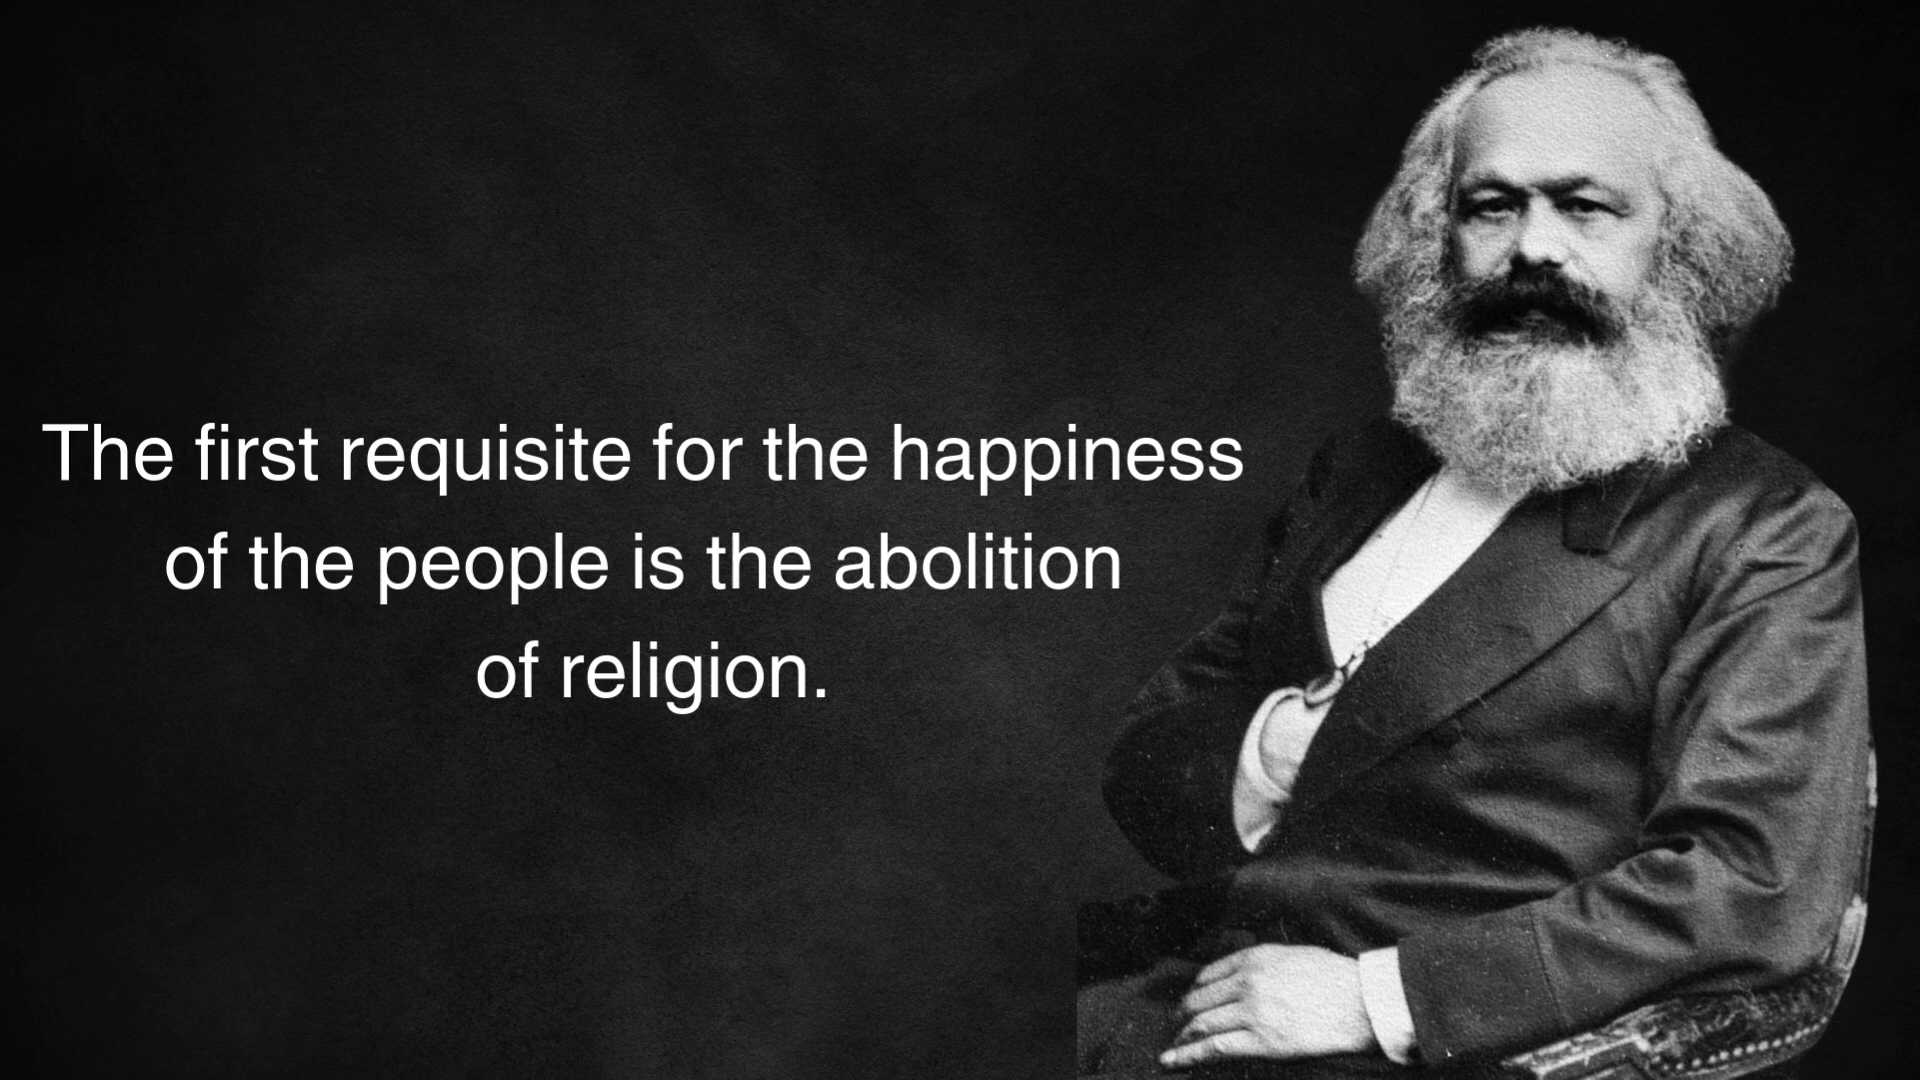 The first requisite for the happiness
of the people is the abolition
of religion.